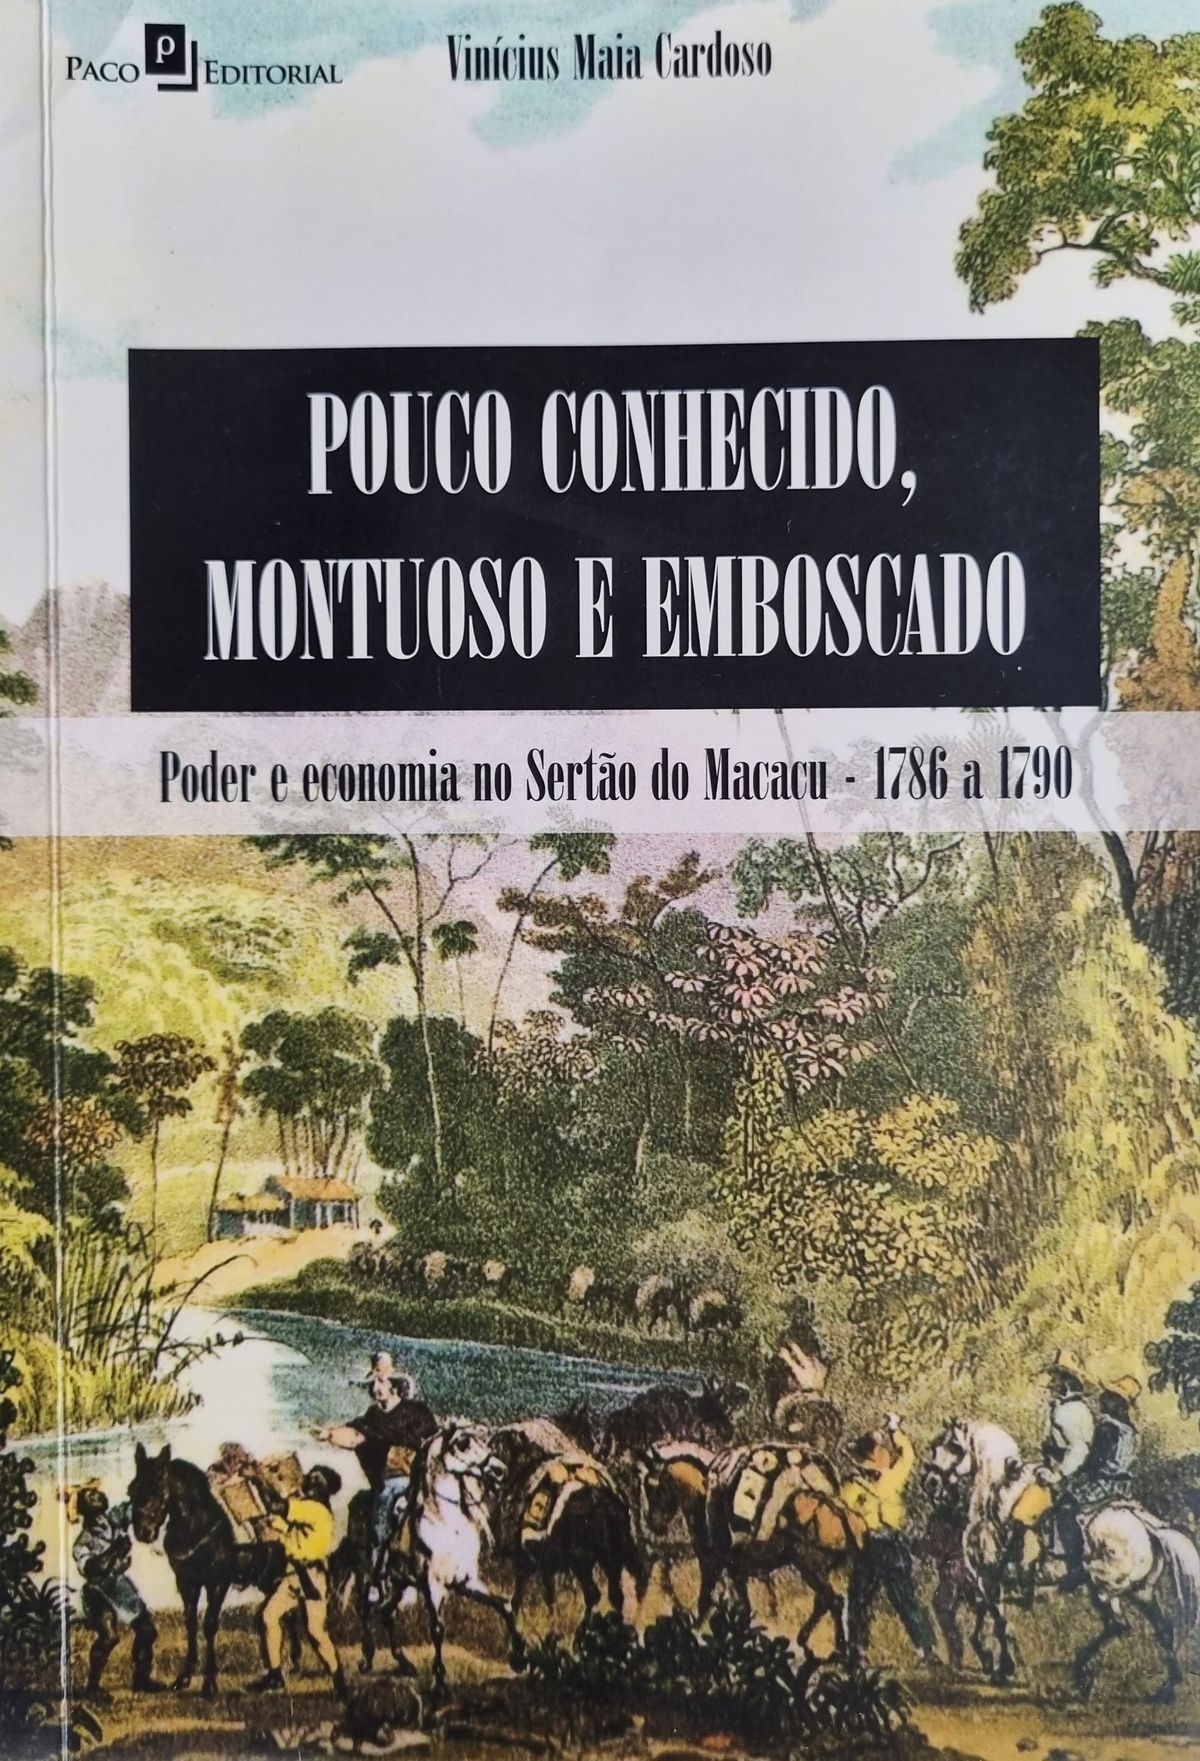 PACO EDITORIAL
Vinícius Maia Cardoso
POUCO CONHECIDO,
MONTUOSO E EMBOSCADO
Poder e economia no Sertão do Macacu - 1786 a 1790